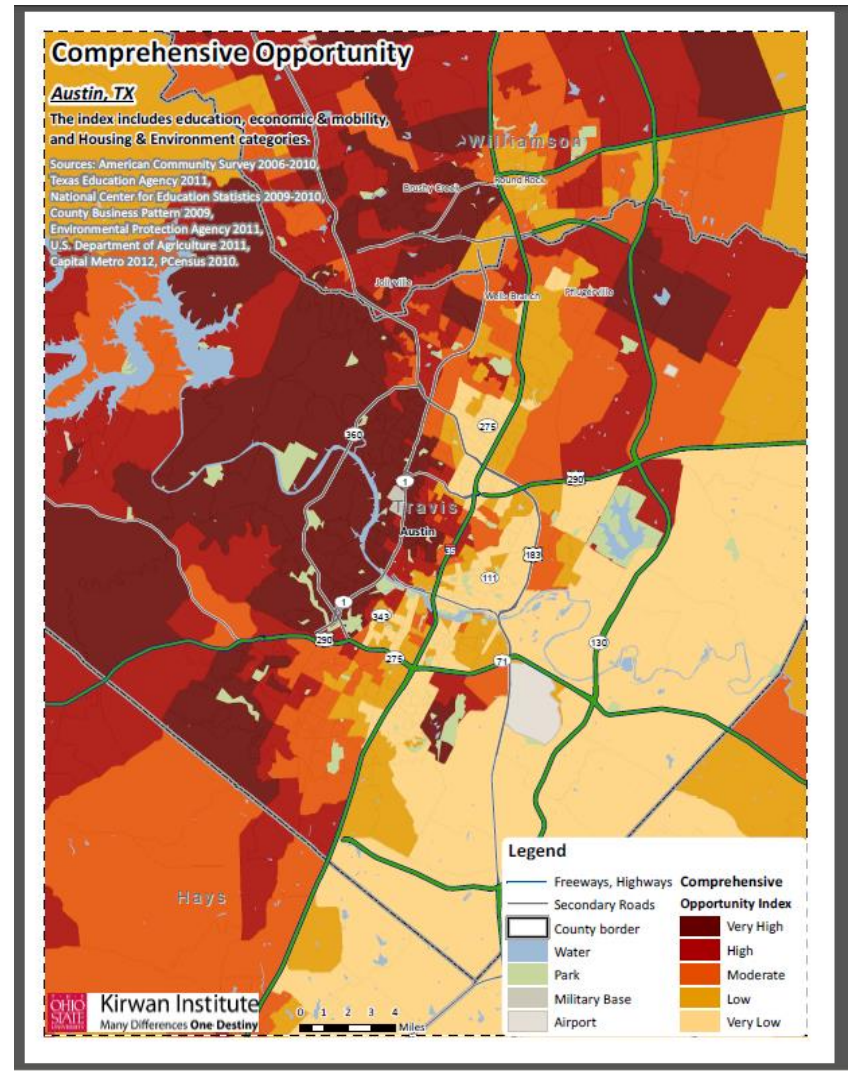 Comprehensive Opportunity
Austin, TX
The index includes education, economic & mobility,
and Housing & Environment categories.
Sources: American Community Survey 2006-2010,
Texas Education Agency 2011,
National Center for Education Statistics 2009-2010,
County Business Pattern 2009,
Environmental Protection Agency 2011,
U.S. Department of Agriculture 2011,
Capital Metro 2012, PCensus 2010.
Williamson
Brushy Creek
Round Rock
Jollyville
Wells Branch
Pflugerville
360
275
1
290
Travis
Austin
35
183
111
1
343
290
275
71
130
Hays
Legend
Freeways, Highways
Secondary Roads
County border
Water
Park
Military Base
Airport
Comprehensive
Opportunity Index
Very High
High
Moderate
Low
Very Low
THE
OHIO
STATE
UNIVERSITY
Kirwan Institute
Many Differences One Destiny
0 1 2 3 4
Miles